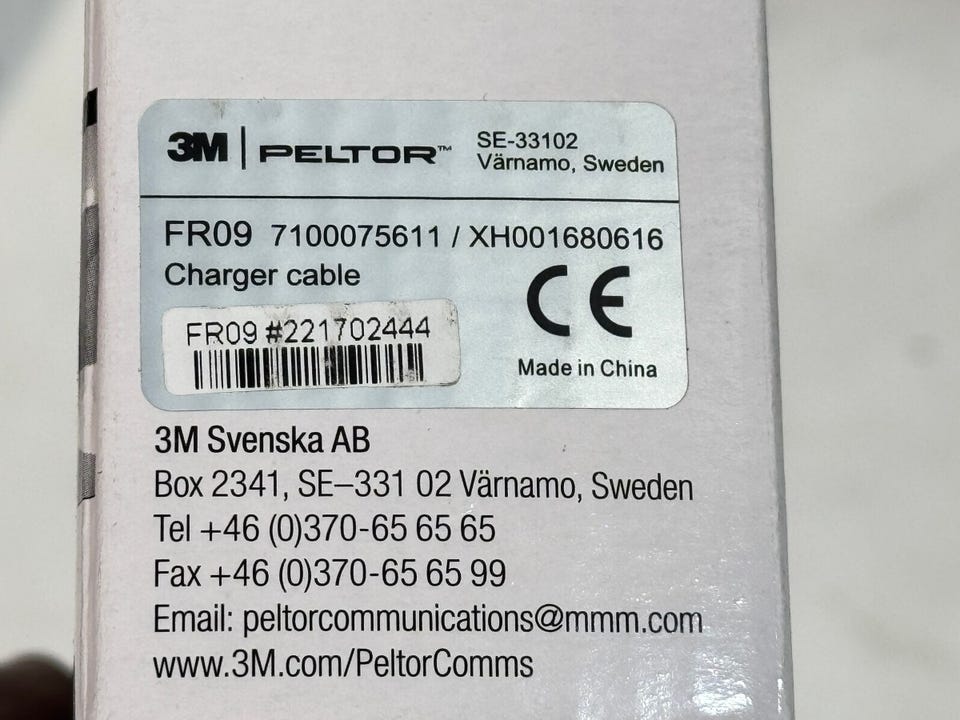 3M | PELTOR™
SE-33102
Värnamo, Sweden
FR09 7100075611 / XH001680616
Charger cable
CE
FR09 #221702444
Made in China
3M Svenska AB
Box 2341, SE–331 02 Värnamo, Sweden
Tel +46 (0)370-65 65 65
Fax +46 (0)370-65 65 99
Email: peltorcommunications@mmm.com
www.3M.com/PeltorComms